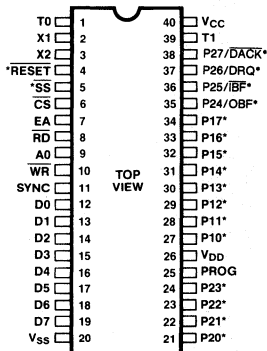 T0 1 40 VCC
X1 2 39 T1
X2 3 38 P27/DACK*
*RESET 4 37 P26/DRQ*
*SS 5 36 P25/IBF*
CS 6 35 P24/OBF*
EA 7 34 P17*
RD 8 33 P16*
A0 9 32 P15*
WR 10 TOP 31 P14*
SYNC 11 VIEW 30 P13*
D0 12 29 P12*
D1 13 28 P11*
D2 14 27 P10*
D3 15 26 VDD
D4 16 25 PROG
D5 17 24 P23*
D6 18 23 P22*
D7 19 22 P21*
VSS 20 21 P20*